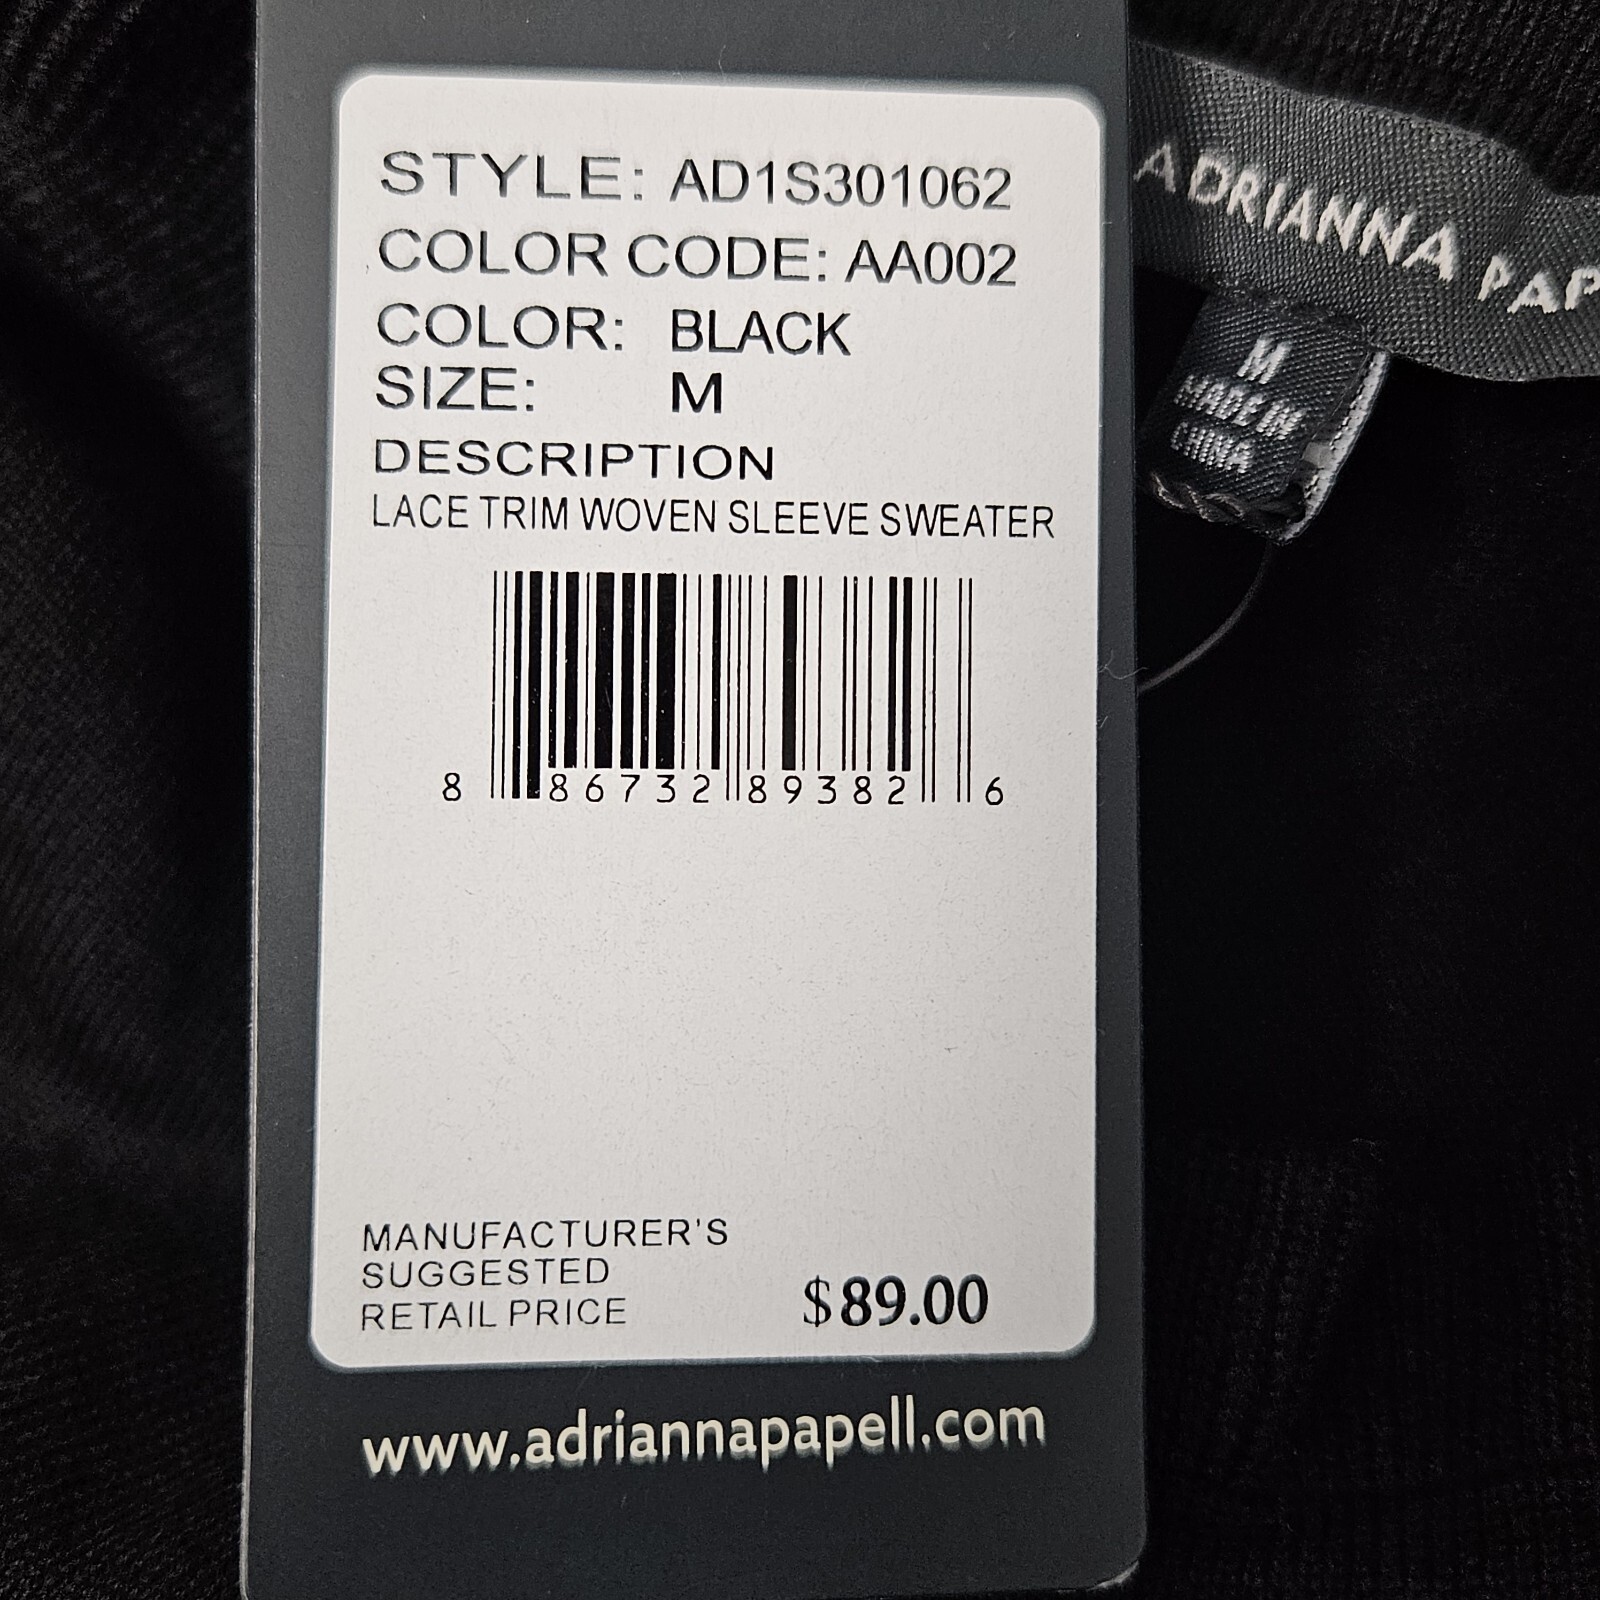 STYLE: AD1S301062
COLOR CODE: AA002
COLOR: BLACK
SIZE: M
DESCRIPTION
LACE TRIM WOVEN SLEEVE SWEATER
8 86732 89382 6
MANUFACTURER'S
SUGGESTED
RETAIL PRICE $89.00
www.adriannapapell.com
ADRIANNA PAP
M
MADE IN
CHINA